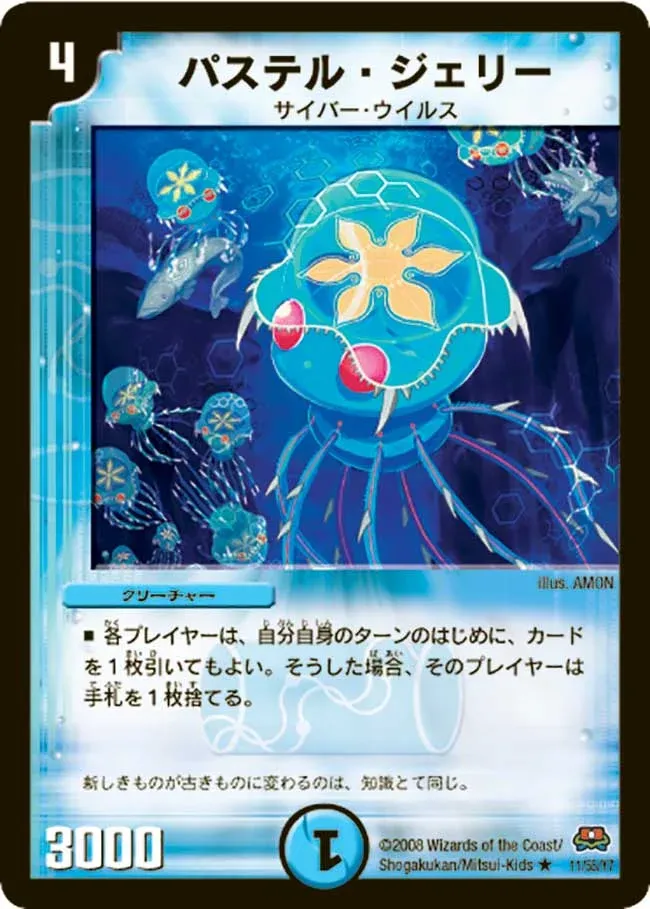 4
パステル・ジェリー
サイバー・ウイルス
illus. AMON
クリーチャー
■ 各プレイヤーは、自分自身のターンのはじめに、カード
を1枚引いてもよい。そうした場合、そのプレイヤーは
手札を1枚捨てる。
新しきものが古きものに変わるのは、知識とて同じ。
3000
1
©2008 Wizards of the Coast/
Shogakukan/Mitsui-Kids ★ 11/55/Y7